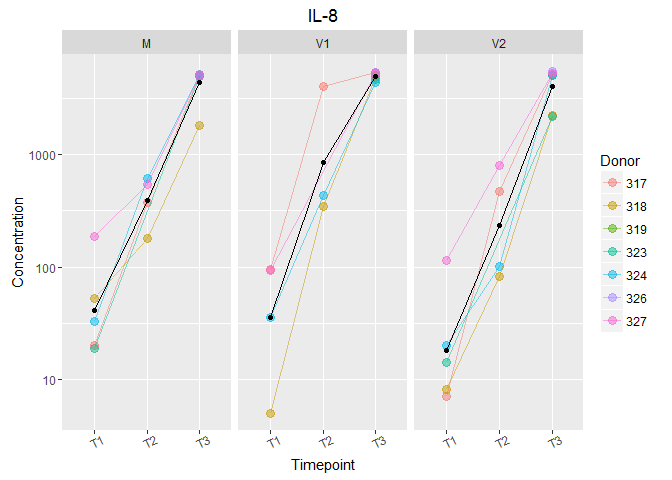 IL-8
M V1 V2
Concentration
1000
100
10
T1 T2 T3 T1 T2 T3 T1 T2 T3
Timepoint
Donor
317
318
319
323
324
326
327